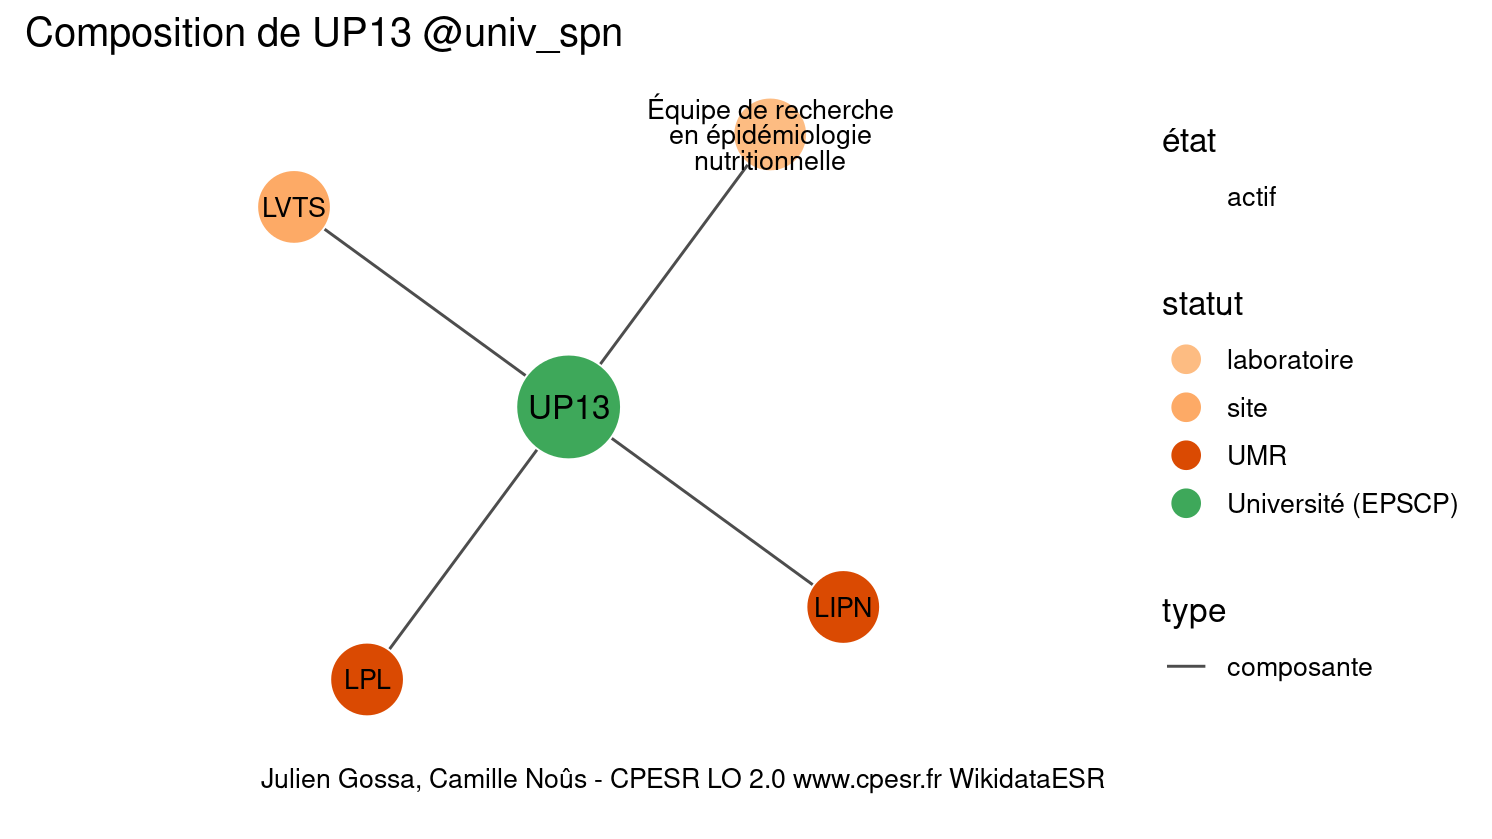 Composition de UP13 @univ_spn
Équipe de recherche
en épidémiologie
nutritionnelle
LVTS
UP13
LIPN
LPL
état
actif
statut
laboratoire
site
UMR
Université (EPSCP)
type
composante
Julien Gossa, Camille Noûs - CPESR LO 2.0 www.cpesr.fr WikidataESR